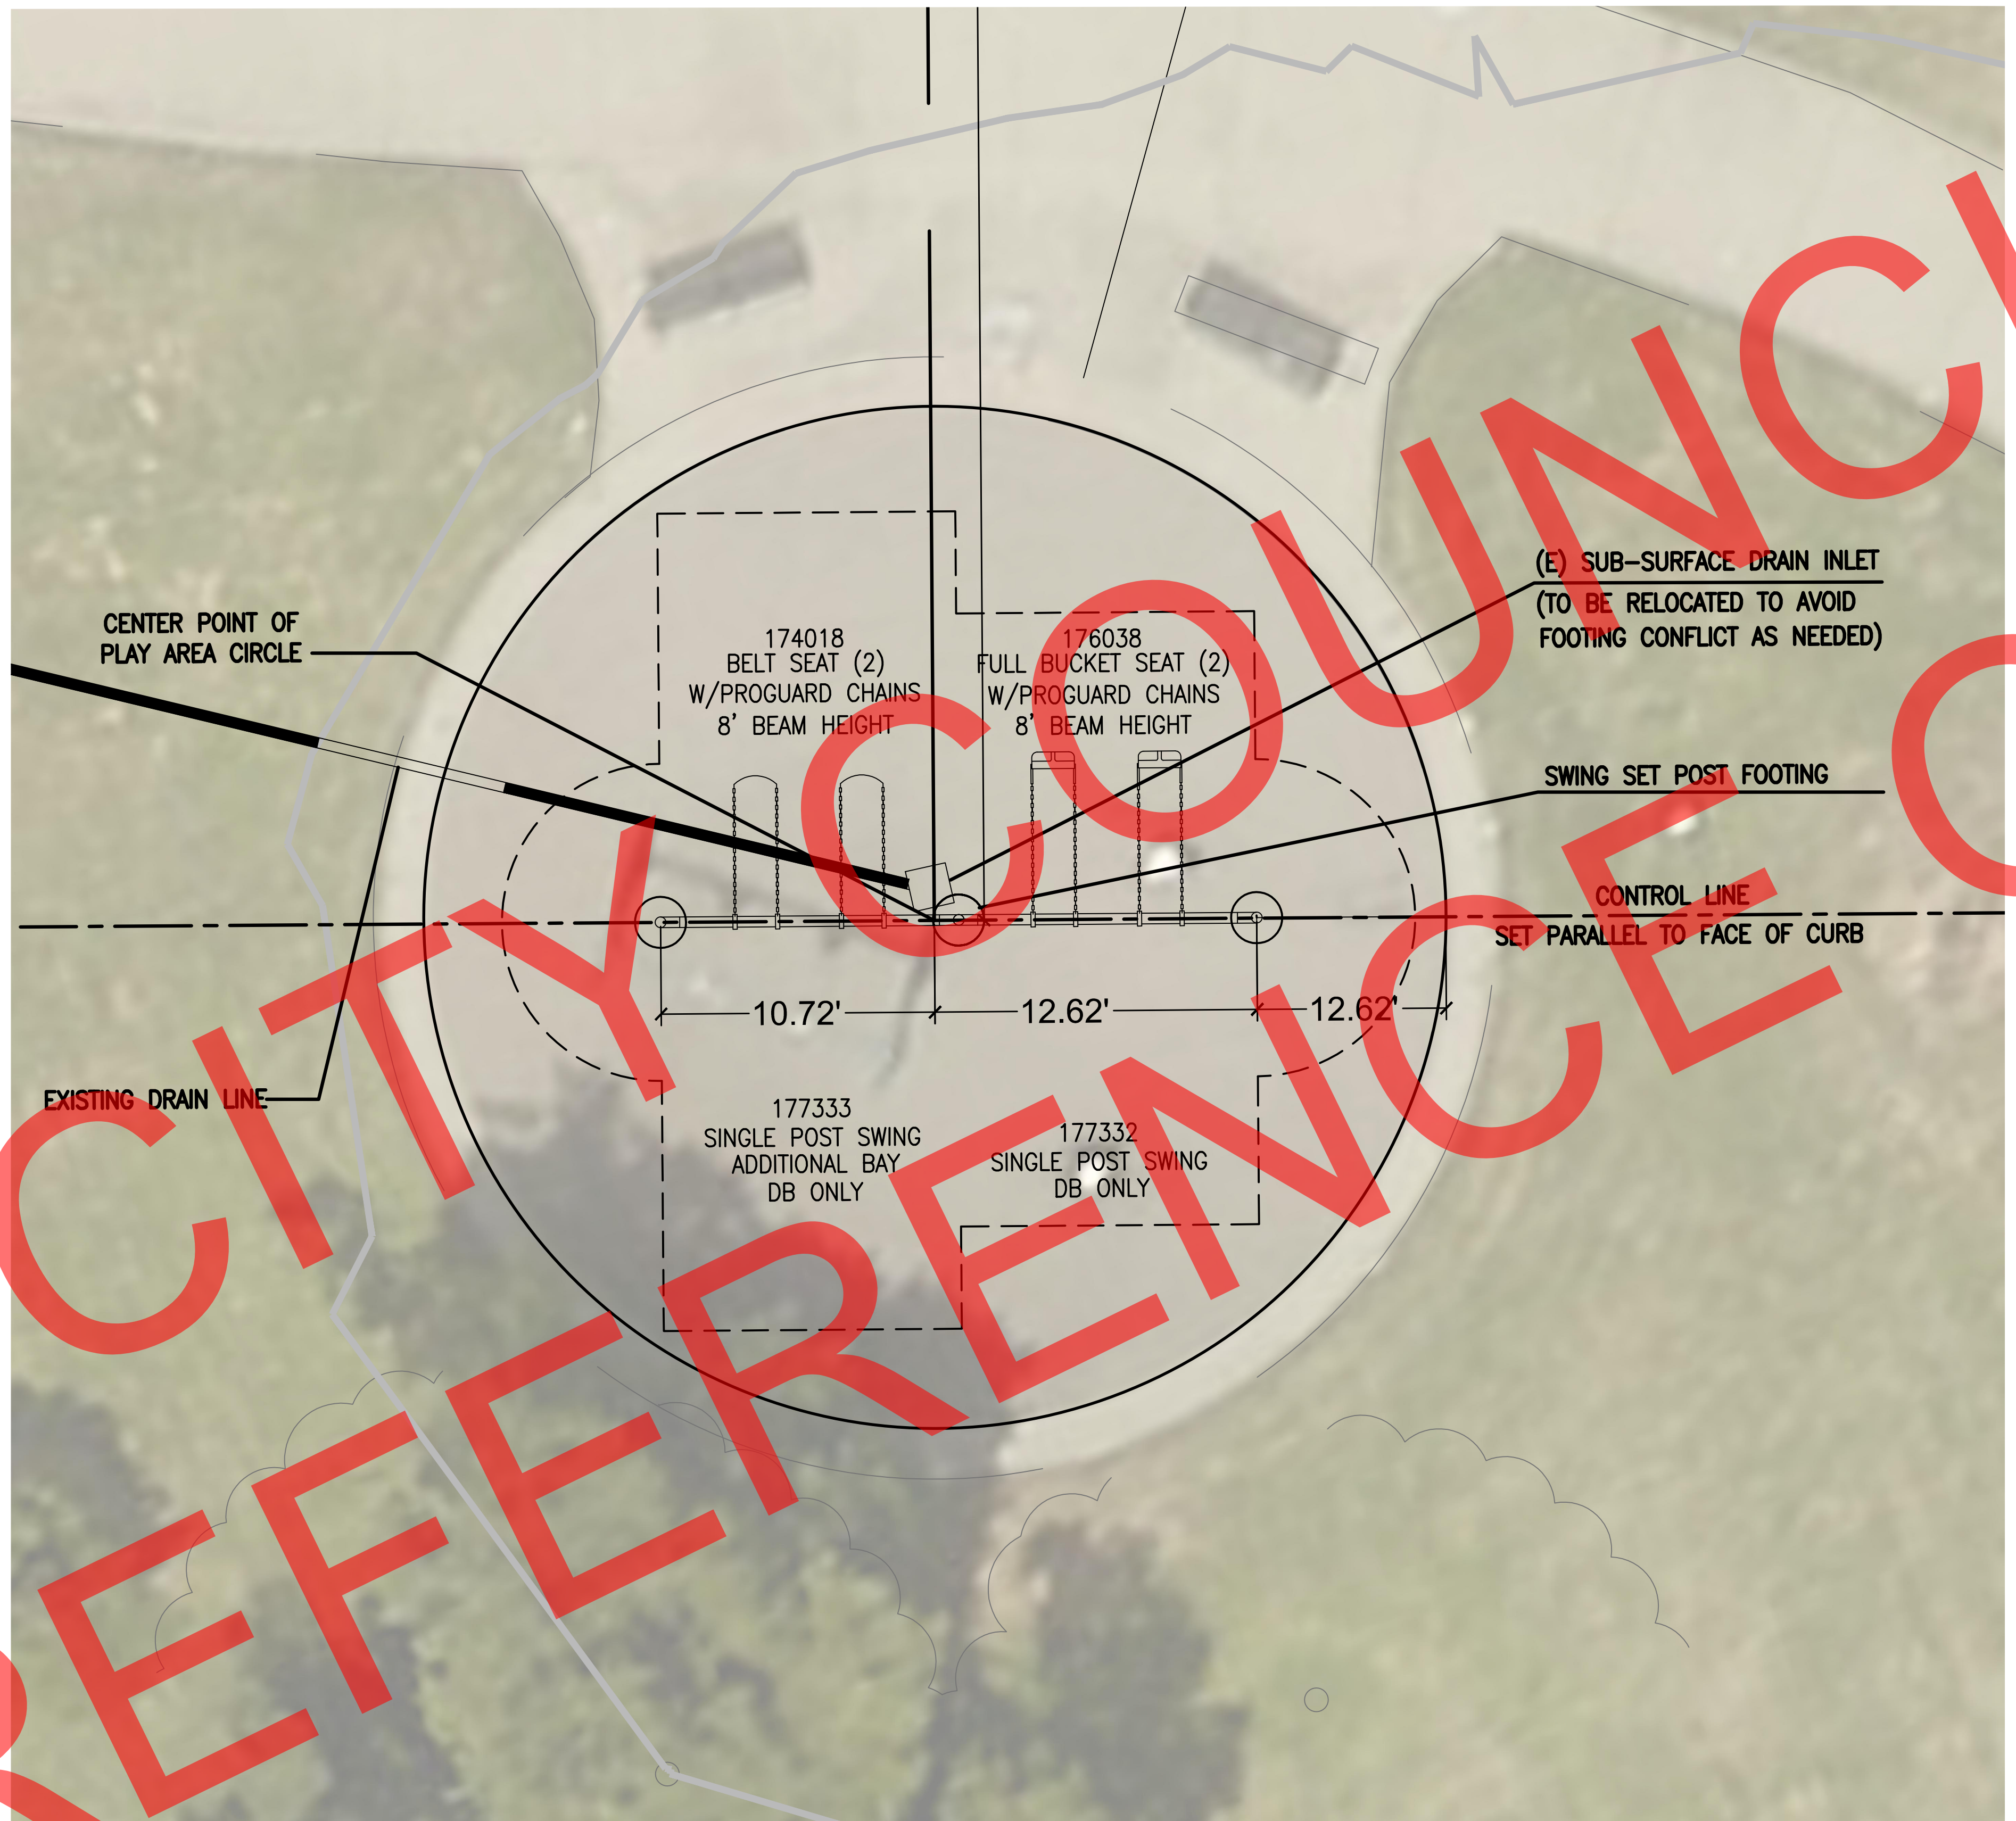 CENTER POINT OF
PLAY AREA CIRCLE
174018
BELT SEAT (2)
W/PROGUARD CHAINS
8' BEAM HEIGHT
176038
FULL BUCKET SEAT (2)
W/PROGUARD CHAINS
8' BEAM HEIGHT
(E) SUB-SURFACE DRAIN INLET
(TO BE RELOCATED TO AVOID
FOOTING CONFLICT AS NEEDED)
SWING SET POST FOOTING
CONTROL LINE
SET PARALLEL TO FACE OF CURB
10.72'
12.62'
12.62'
EXISTING DRAIN LINE
177333
SINGLE POST SWING
ADDITIONAL BAY
DB ONLY
177332
SINGLE POST SWING
DB ONLY
CITY COUNCI
REFERENCE C